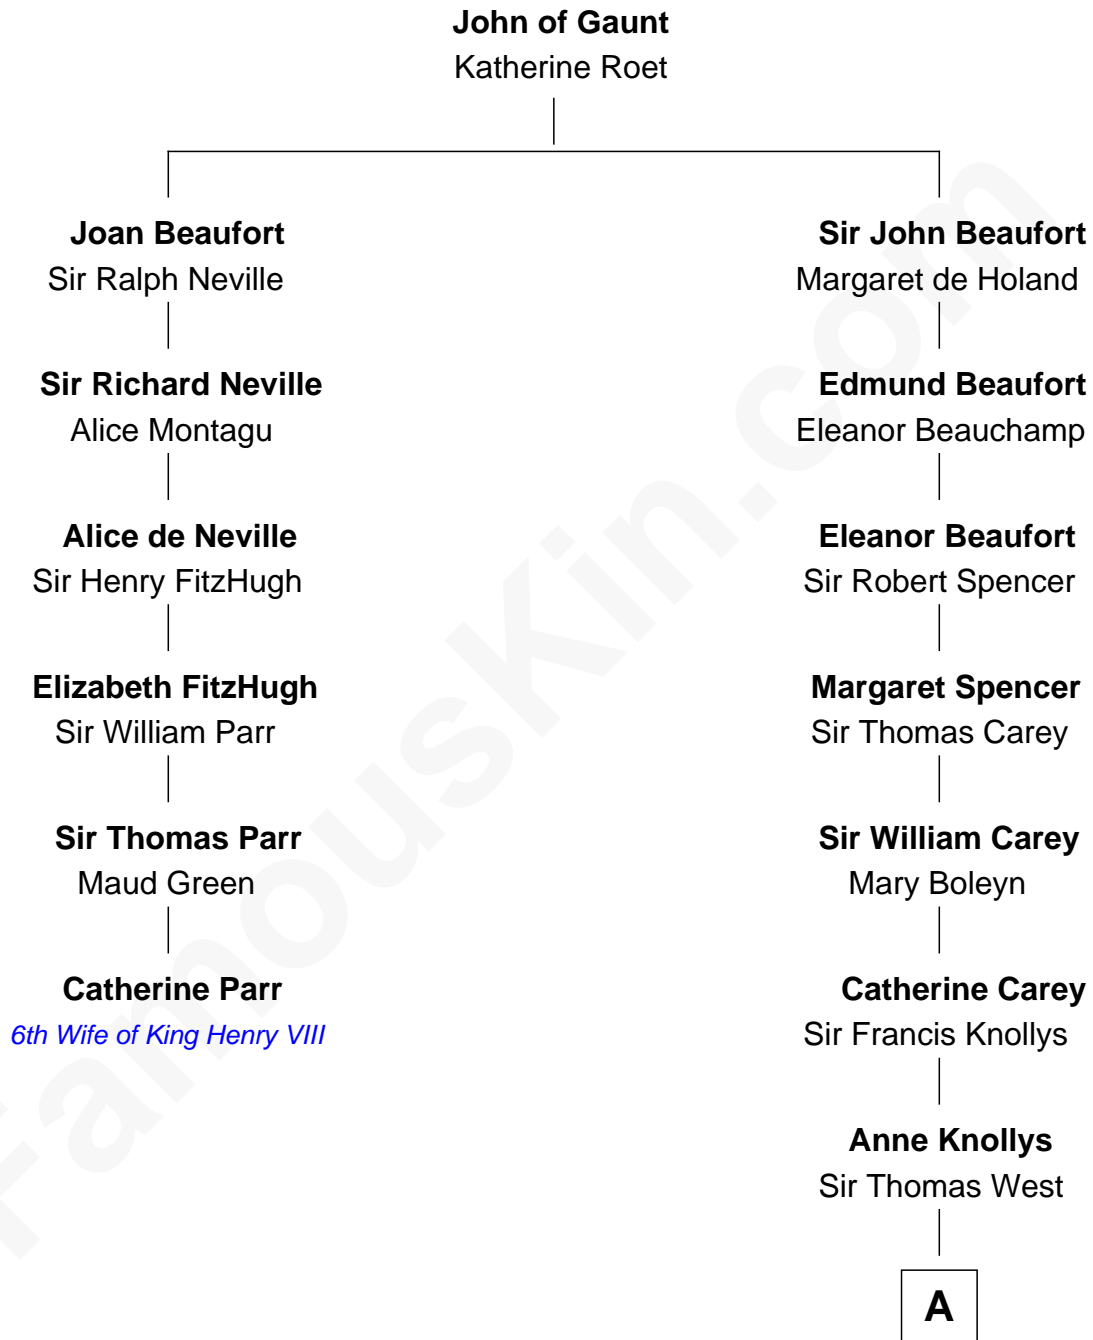 John of Gaunt
Katherine Roet
Joan Beaufort
Sir Ralph Neville
Sir John Beaufort
Margaret de Holand
Sir Richard Neville
Alice Montagu
Edmund Beaufort
Eleanor Beauchamp
Alice de Neville
Sir Henry FitzHugh
Eleanor Beaufort
Sir Robert Spencer
Elizabeth FitzHugh
Sir William Parr
Margaret Spencer
Sir Thomas Carey
Sir Thomas Parr
Maud Green
Sir William Carey
Mary Boleyn
Catherine Parr
6th Wife of King Henry VIII
Catherine Carey
Sir Francis Knollys
Anne Knollys
Sir Thomas West
A
FamousKin.com